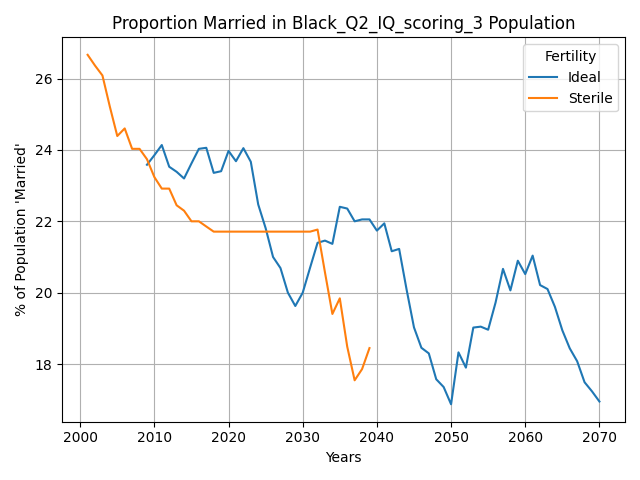 Proportion Married in Black_Q2_IQ_scoring_3 Population
Fertility
Ideal
Sterile
% of Population 'Married'
26
24
22
20
18
2000
2010
2020
2030
2040
2050
2060
2070
Years